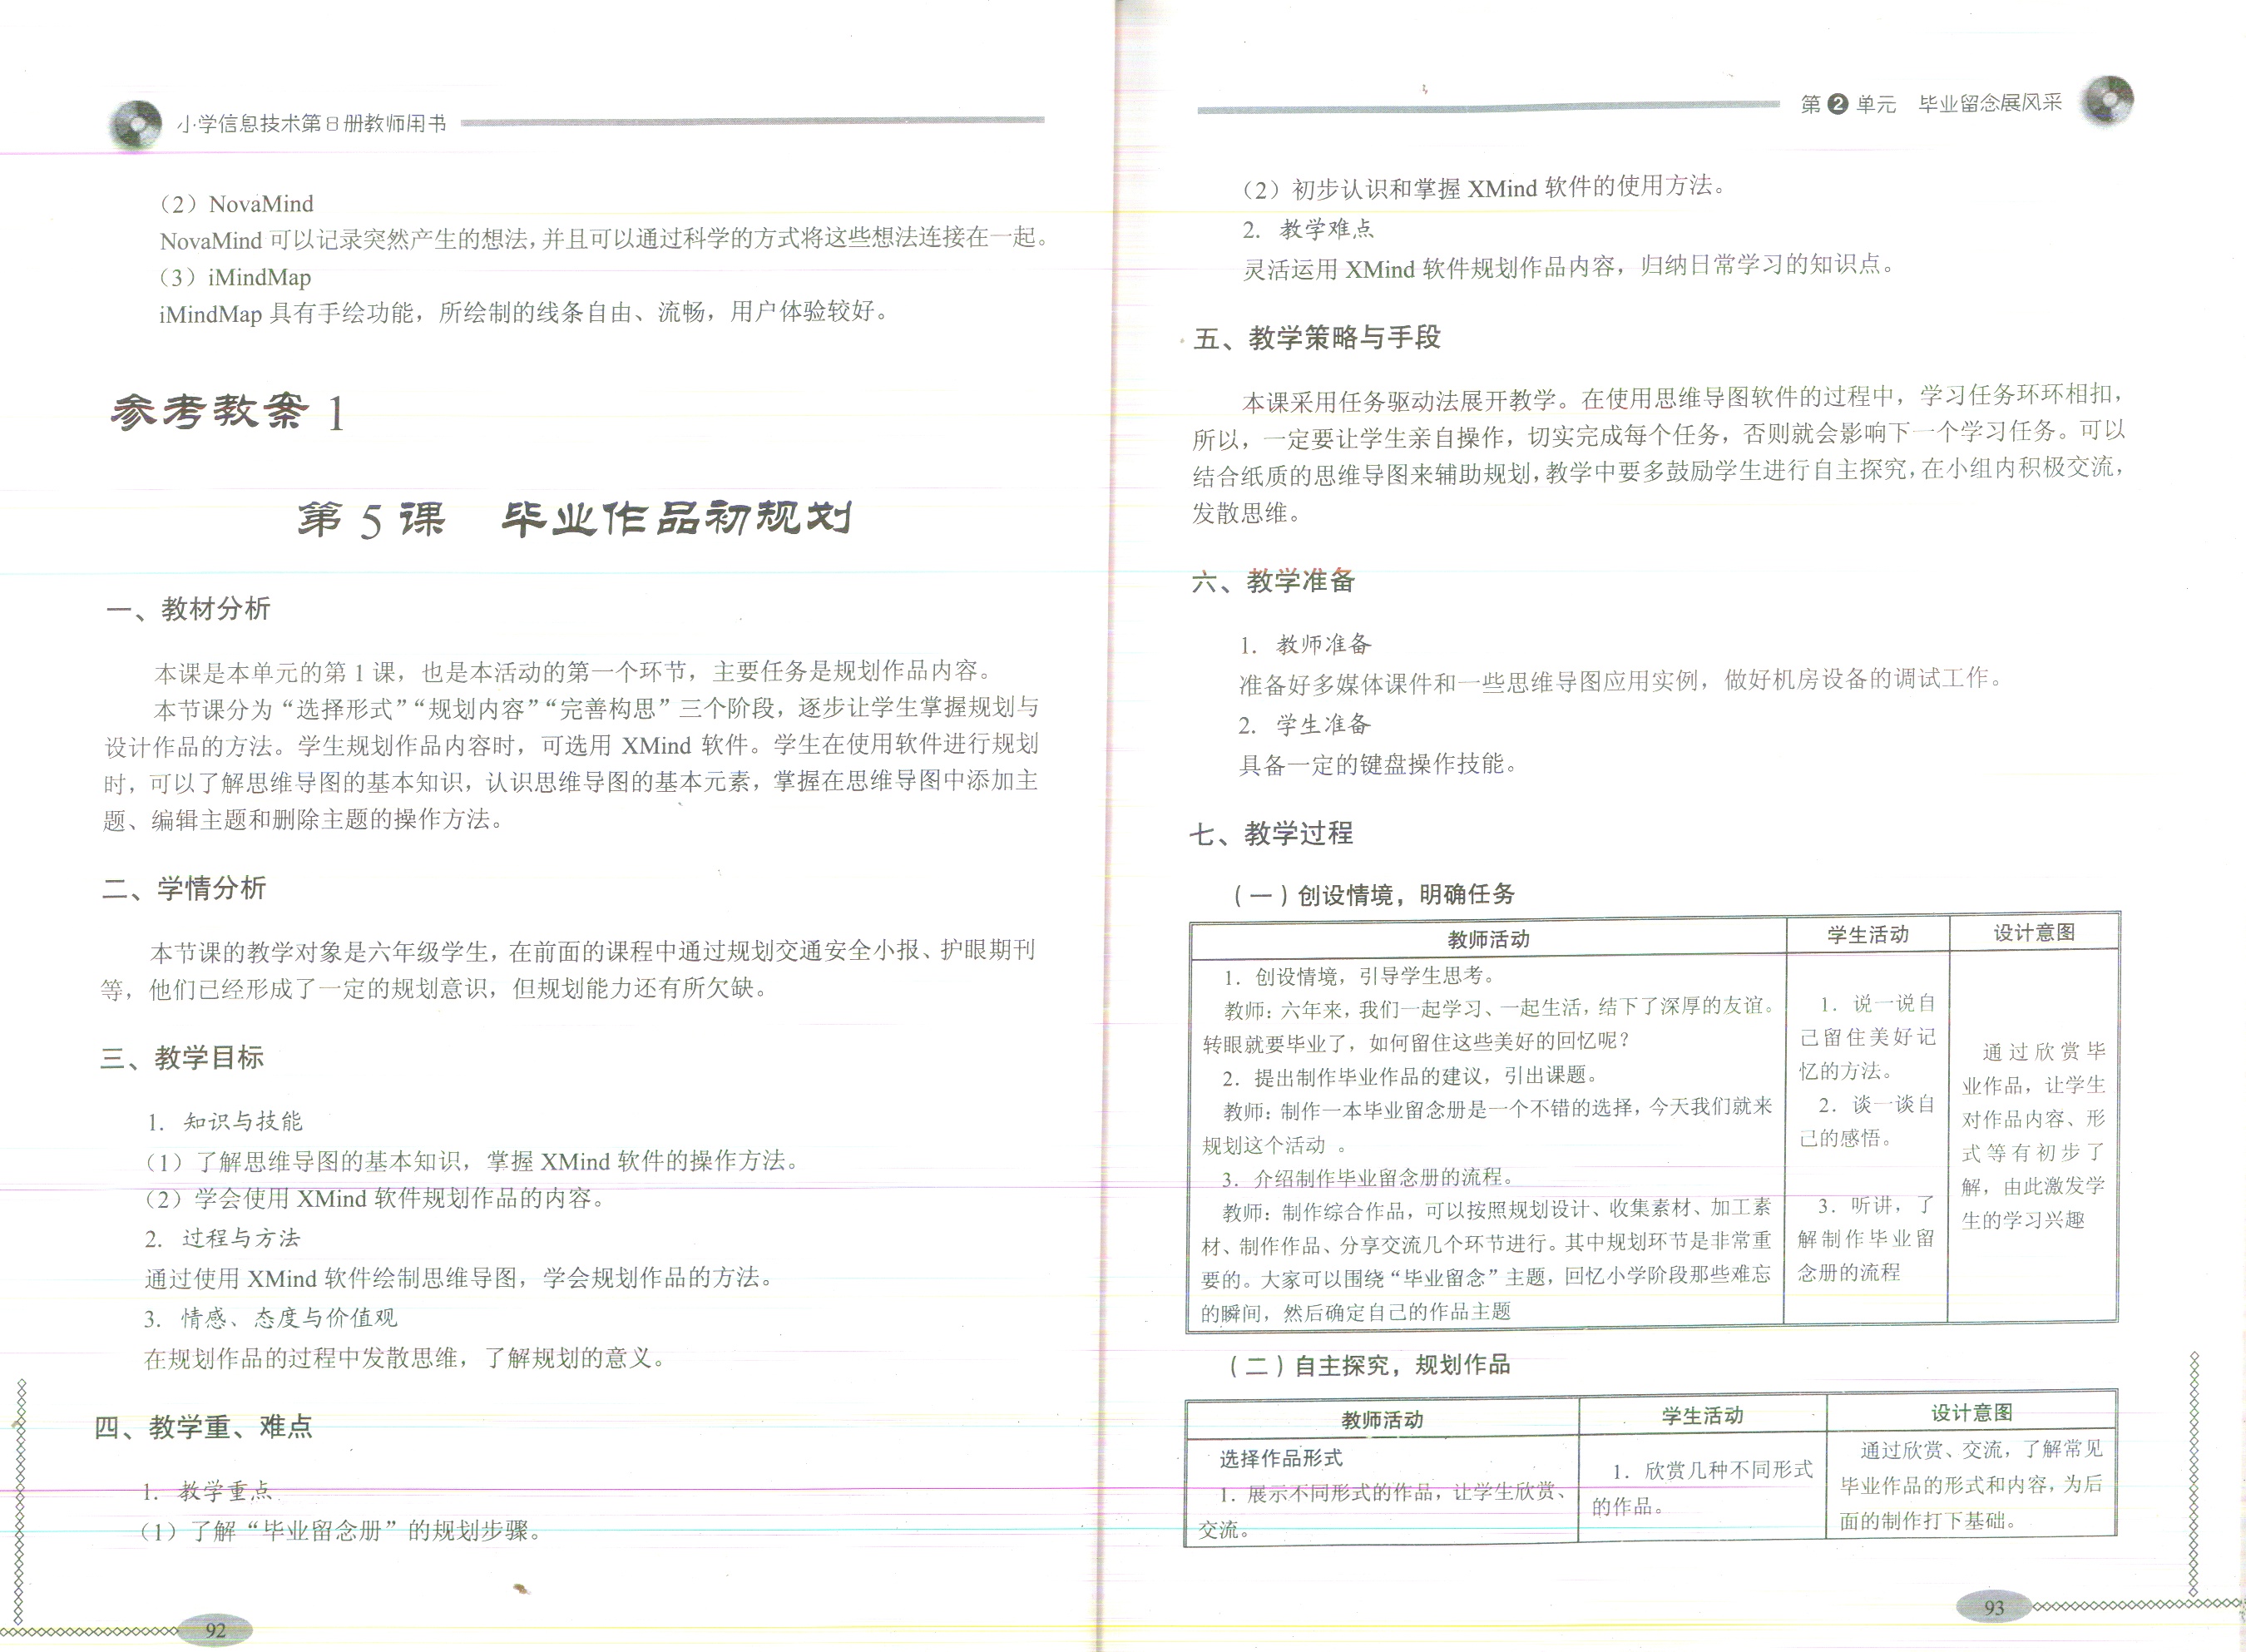 小学信息技术第8册教师用书
（2）NovaMind
NovaMind 可以记录突然产生的想法，并且可以通过科学的方式将这些想法连接在一起。
（3）iMindMap
iMindMap 具有手绘功能，所绘制的线条自由、流畅，用户体验较好。
参考教案 1
第 5 课　毕业作品初规划
一、教材分析
本课是本单元的第 1 课，也是本活动的第一个环节，主要任务是规划作品内容。
本节课分为“选择形式”“规划内容”“完善构思”三个阶段，逐步让学生掌握规划与
设计作品的方法。学生规划作品内容时，可选用 XMind 软件。学生在使用软件进行规划
时，可以了解思维导图的基本知识，认识思维导图的基本元素，掌握在思维导图中添加主
题、编辑主题和删除主题的操作方法。
二、学情分析
本节课的教学对象是六年级学生，在前面的课程中通过规划交通安全小报、护眼期刊
等，他们已经形成了一定的规划意识，但规划能力还有所欠缺。
三、教学目标
1．知识与技能
（1）了解思维导图的基本知识，掌握 XMind 软件的操作方法。
（2）学会使用 XMind 软件规划作品的内容。
2．过程与方法
通过使用 XMind 软件绘制思维导图，学会规划作品的方法。
3．情感、态度与价值观
在规划作品的过程中发散思维，了解规划的意义。
四、教学重、难点
1．教学重点
（1）了解“毕业留念册”的规划步骤。
92
第 2 单元　毕业留念展风采
（2）初步认识和掌握 XMind 软件的使用方法。
2．教学难点
灵活运用 XMind 软件规划作品内容，归纳日常学习的知识点。
五、教学策略与手段
本课采用任务驱动法展开教学。在使用思维导图软件的过程中，学习任务环环相扣，
所以，一定要让学生亲自操作，切实完成每个任务，否则就会影响下一个学习任务。可以
结合纸质的思维导图来辅助规划，教学中要多鼓励学生进行自主探究，在小组内积极交流，
发散思维。
六、教学准备
1．教师准备
准备好多媒体课件和一些思维导图应用实例，做好机房设备的调试工作。
2．学生准备
具备一定的键盘操作技能。
七、教学过程
（一）创设情境，明确任务
教师活动
学生活动
设计意图
1．创设情境，引导学生思考。
教师：六年来，我们一起学习、一起生活，结下了深厚的友谊。
转眼就要毕业了，如何留住这些美好的回忆呢？
2．提出制作毕业作品的建议，引出课题。
教师：制作一本毕业留念册是一个不错的选择，今天我们就来
规划这个活动 。
3．介绍制作毕业留念册的流程。
教师：制作综合作品，可以按照规划设计、收集素材、加工素
材、制作作品、分享交流几个环节进行。其中规划环节是非常重
要的。大家可以围绕“毕业留念”主题，回忆小学阶段那些难忘
的瞬间，然后确定自己的作品主题
1．说一说自
己留住美好记
忆的方法。
2．谈一谈自
己的感悟。
3．听讲，了
解制作毕业留
念册的流程
通过欣赏毕
业作品，让学生
对作品内容、形
式等有初步了
解，由此激发学
生的学习兴趣
（二）自主探究，规划作品
教师活动
学生活动
设计意图
选择作品形式
1．展示不同形式的作品，让学生欣赏、
交流。
1．欣赏几种不同形式
的作品。
通过欣赏、交流，了解常见
毕业作品的形式和内容，为后
面的制作打下基础。
93